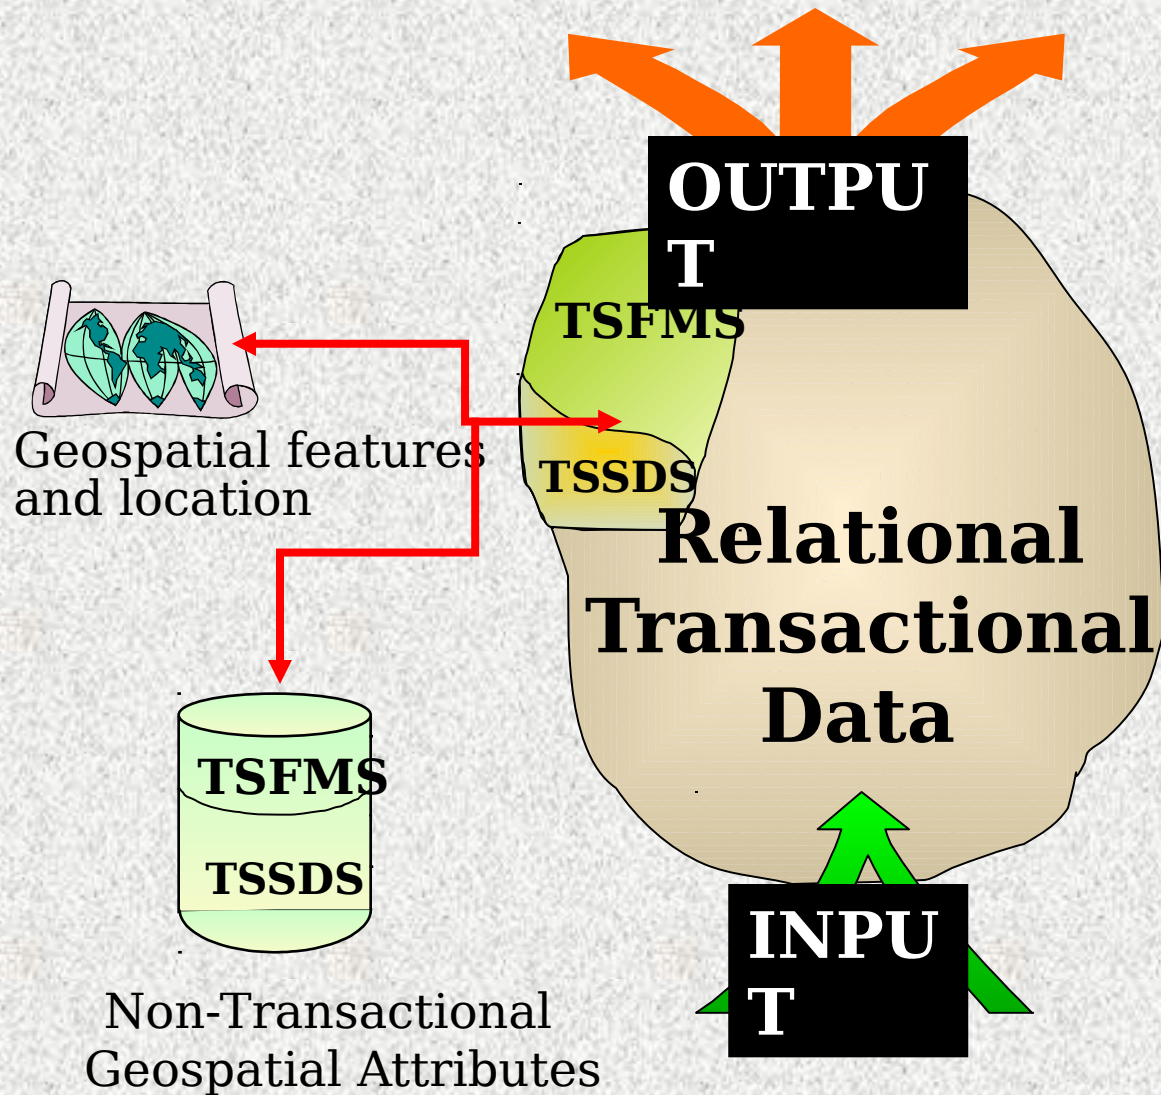 OUTPU
T
TSFMS
Geospatial features
and location
TSSDS
Relational
Transactional
Data
TSFMS
TSSDS
INPU
T
Non-Transactional
Geospatial Attributes